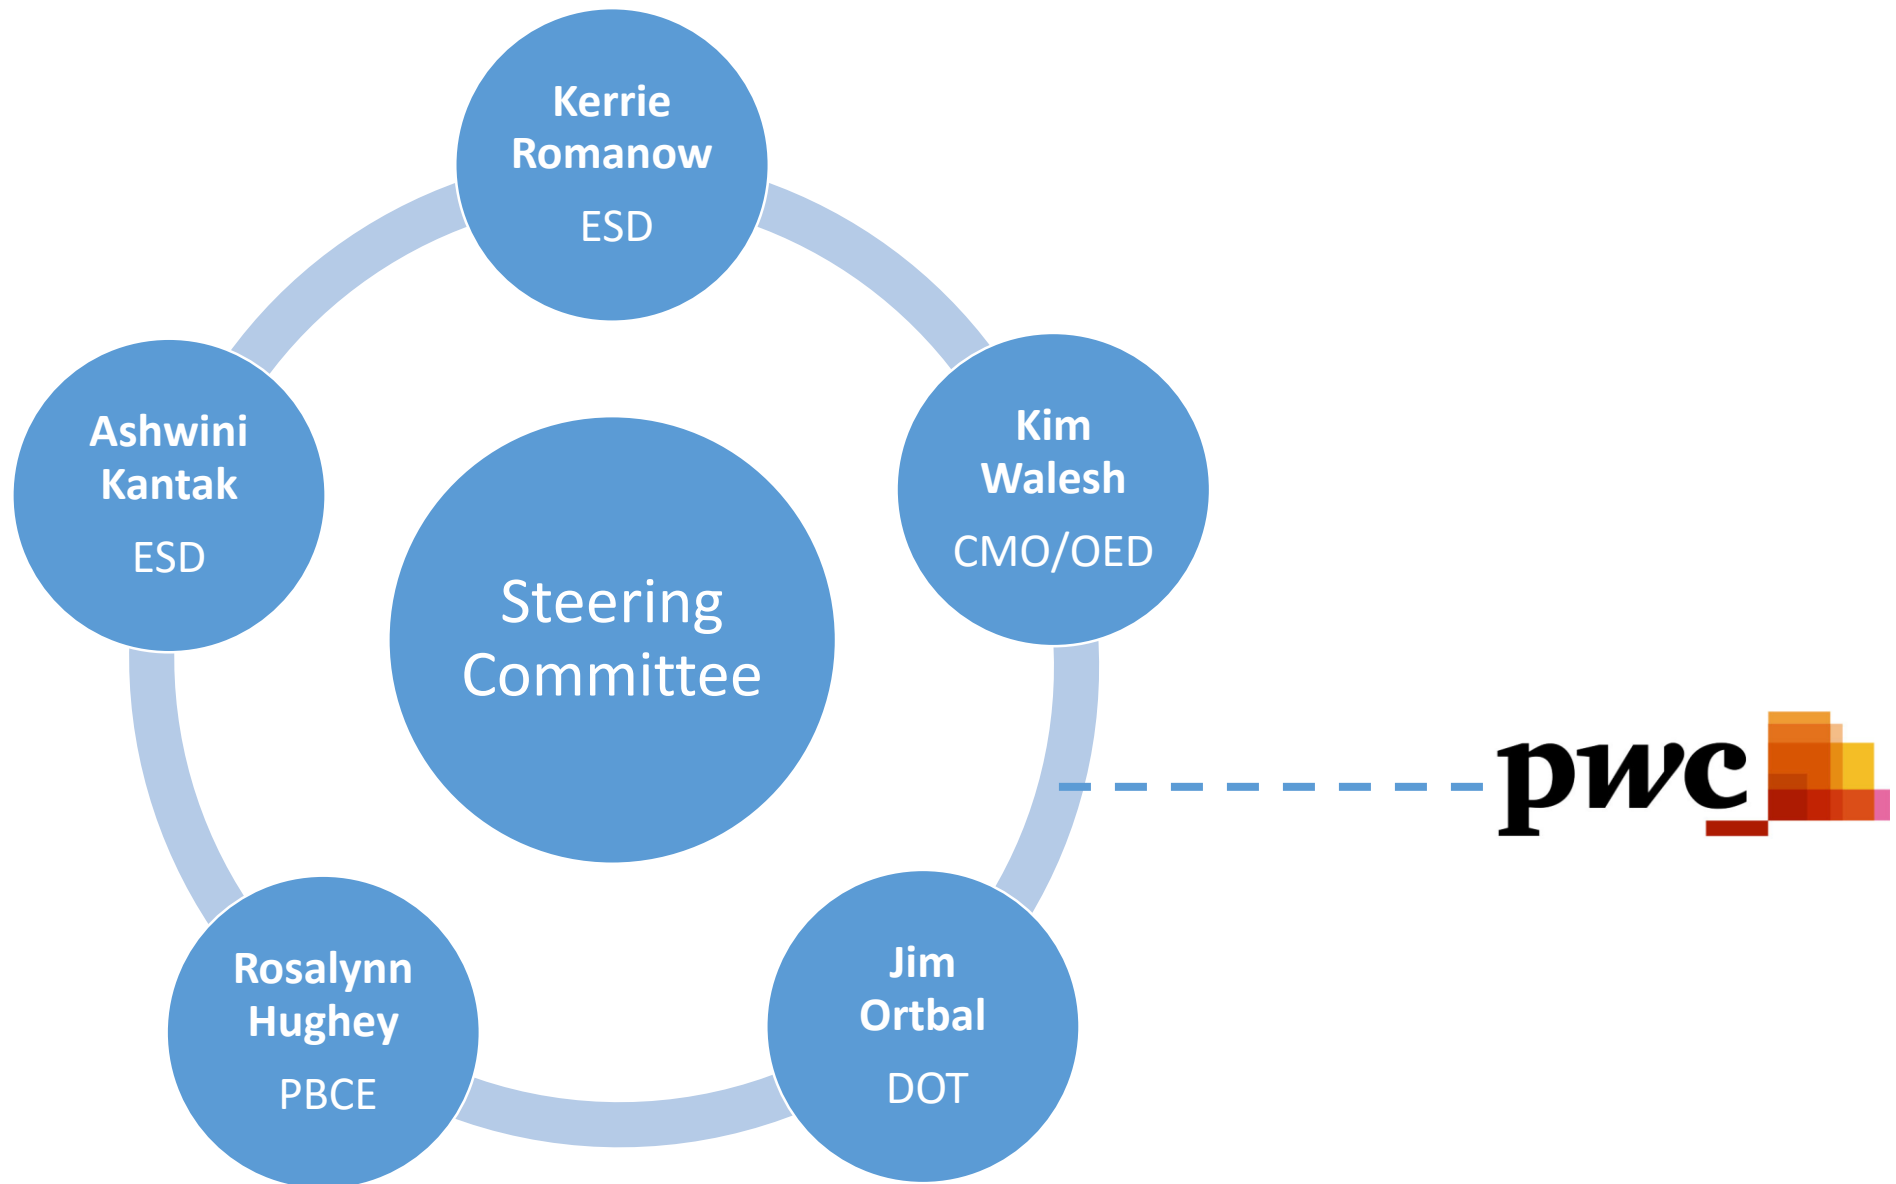 Kerrie
Romanow
ESD
Kim
Walesh
CMO/OED
Ashwini
Kantak
ESD
Steering
Committee
pwc
Rosalynn
Hughey
PBCE
Jim
Ortbal
DOT